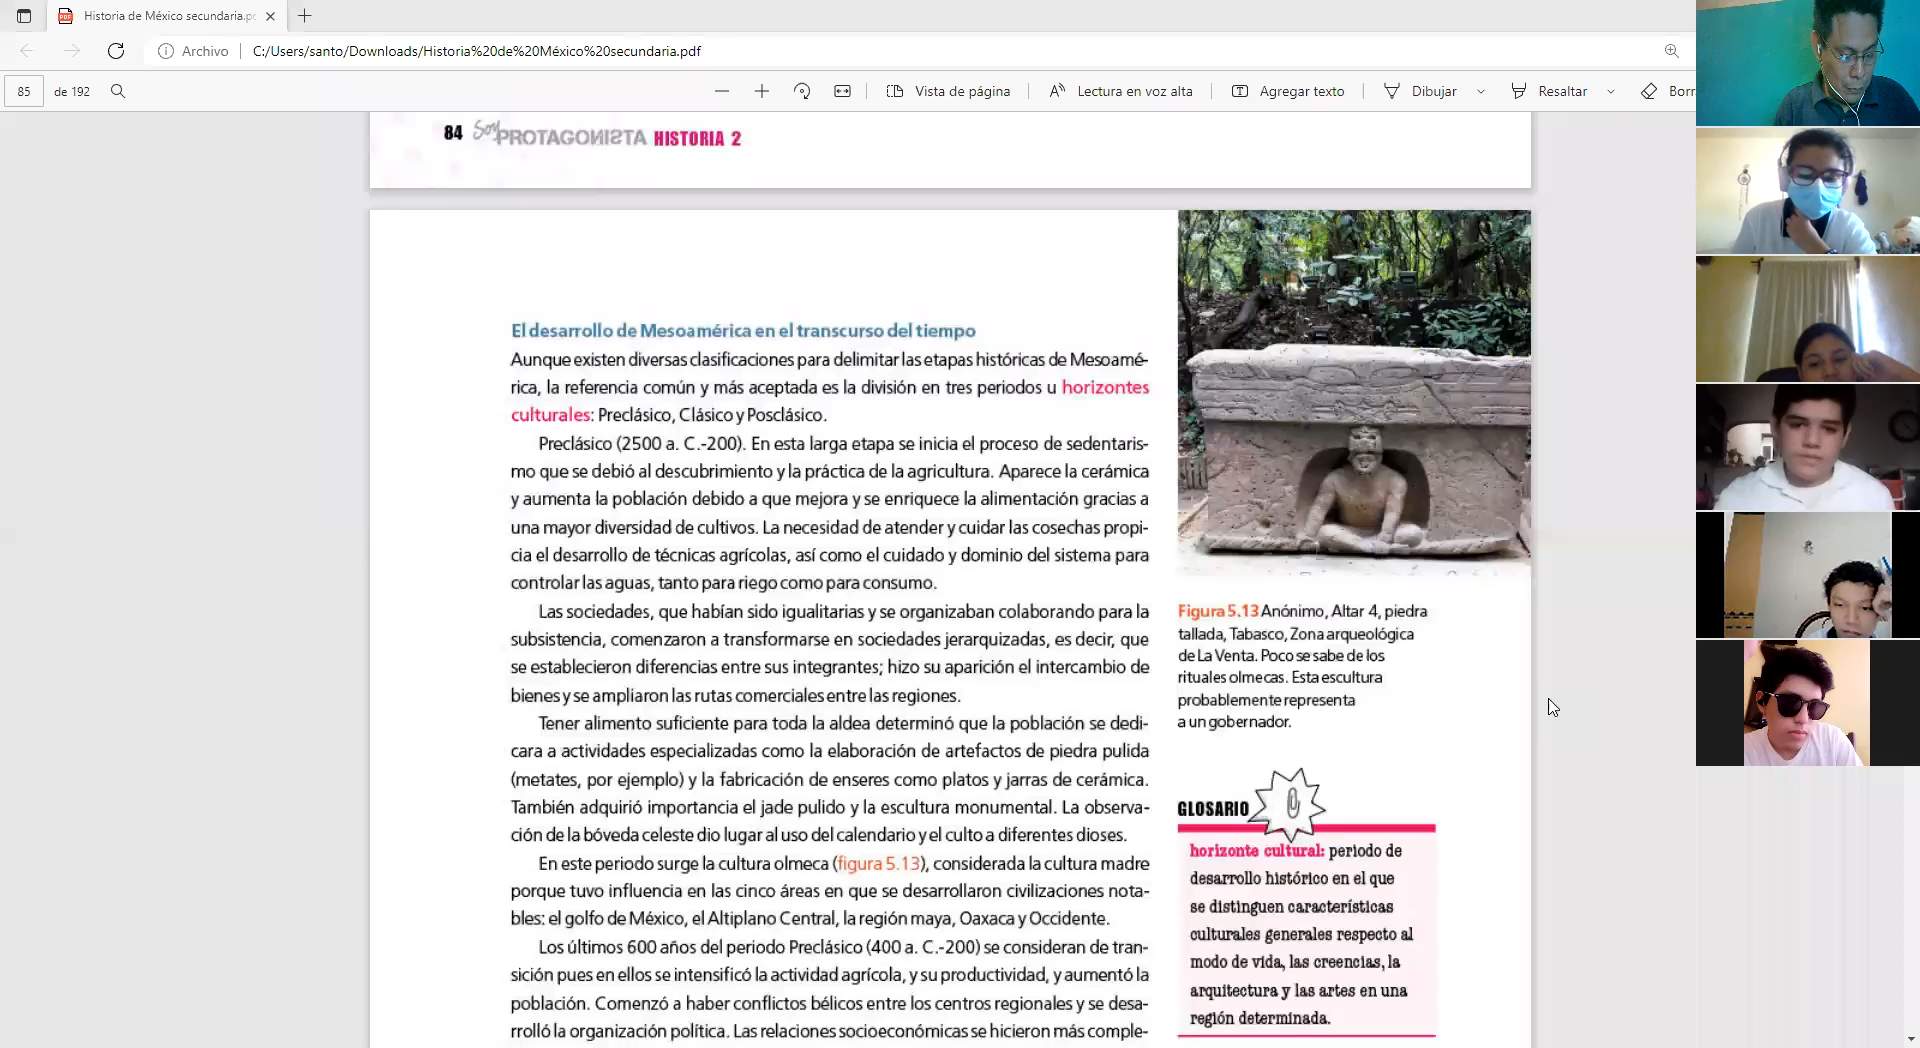 Historia de México secundaria.p
Archivo
C:/Users/santo/Downloads/Historia%20de%20México%20secundaria.pdf
85 de 192
Vista de página
Lectura en voz alta
Agregar texto
Dibujar
Resaltar
Borr
84 Soy PROTAGONISTA HISTORIA 2
El desarrollo de Mesoamérica en el transcurso del tiempo
Aunque existen diversas clasificaciones para delimitar las etapas históricas de Mesoamé-
rica, la referencia común y más aceptada es la división en tres periodos u horizontes
culturales: Preclásico, Clásico y Posclásico.
Preclásico (2500 a. C.-200). En esta larga etapa se inicia el proceso de sedentaris-
mo que se debió al descubrimiento y la práctica de la agricultura. Aparece la cerámica
y aumenta la población debido a que mejora y se enriquece la alimentación gracias a
una mayor diversidad de cultivos. La necesidad de atender y cuidar las cosechas propi-
cia el desarrollo de técnicas agrícolas, así como el cuidado y dominio del sistema para
controlar las aguas, tanto para riego como para consumo.
Las sociedades, que habían sido igualitarias y se organizaban colaborando para la
subsistencia, comenzaron a transformarse en sociedades jerarquizadas, es decir, que
se establecieron diferencias entre sus integrantes; hizo su aparición el intercambio de
bienes y se ampliaron las rutas comerciales entre las regiones.
Tener alimento suficiente para toda la aldea determinó que la población se dedi-
cara a actividades especializadas como la elaboración de artefactos de piedra pulida
(metates, por ejemplo) y la fabricación de enseres como platos y jarras de cerámica.
También adquirió importancia el jade pulido y la escultura monumental. La observa-
ción de la bóveda celeste dio lugar al uso del calendario y el culto a diferentes dioses.
En este periodo surge la cultura olmeca (figura 5.13), considerada la cultura madre
porque tuvo influencia en las cinco áreas en que se desarrollaron civilizaciones nota-
bles: el golfo de México, el Altiplano Central, la región maya, Oaxaca y Occidente.
Los últimos 600 años del periodo Preclásico (400 a. C.-200) se consideran de tran-
sición pues en ellos se intensificó la actividad agrícola, y su productividad, y aumentó la
población. Comenzó a haber conflictos bélicos entre los centros regionales y se desa-
rrolló la organización política. Las relaciones socioeconómicas se hicieron más comple-
Figura 5.13 Anónimo, Altar 4, piedra
tallada, Tabasco, Zona arqueológica
de La Venta. Poco se sabe de los
rituales olmecas. Esta escultura
probablemente representa
a un gobernador.
GLOSARIO
horizonte cultural: periodo de
desarrollo histórico en el que
se distinguen características
culturales generales respecto al
modo de vida, las creencias, la
arquitectura y las artes en una
región determinada.